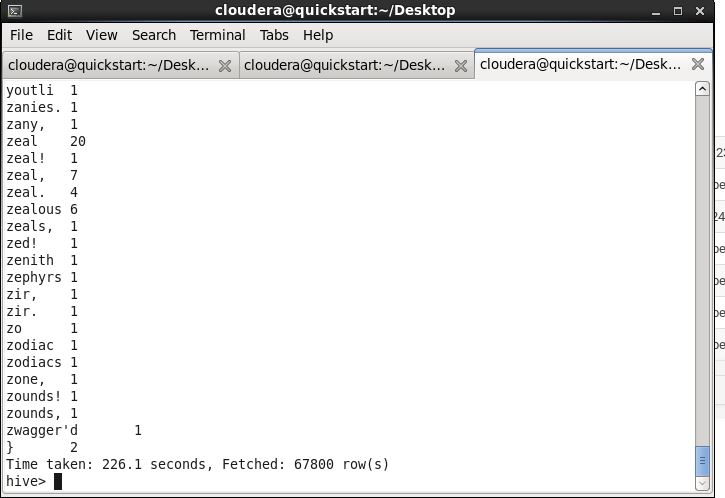 cloudera@quickstart:~/Desktop
File Edit View Search Terminal Tabs Help
cloudera@quickstart:~/Desk... cloudera@quickstart:~/Desk... cloudera@quickstart:~/Desk...
youtli 1
zanies. 1
zany, 1
zeal 20
zeal! 1
zeal, 7
zeal. 4
zealous 6
zeals, 1
zed! 1
zenith 1
zephyrs 1
zir, 1
zir. 1
zo 1
zodiac 1
zodiacs 1
zone, 1
zounds! 1
zounds, 1
zwagger'd 1
} 2
Time taken: 226.1 seconds, Fetched: 67800 row(s)
hive>